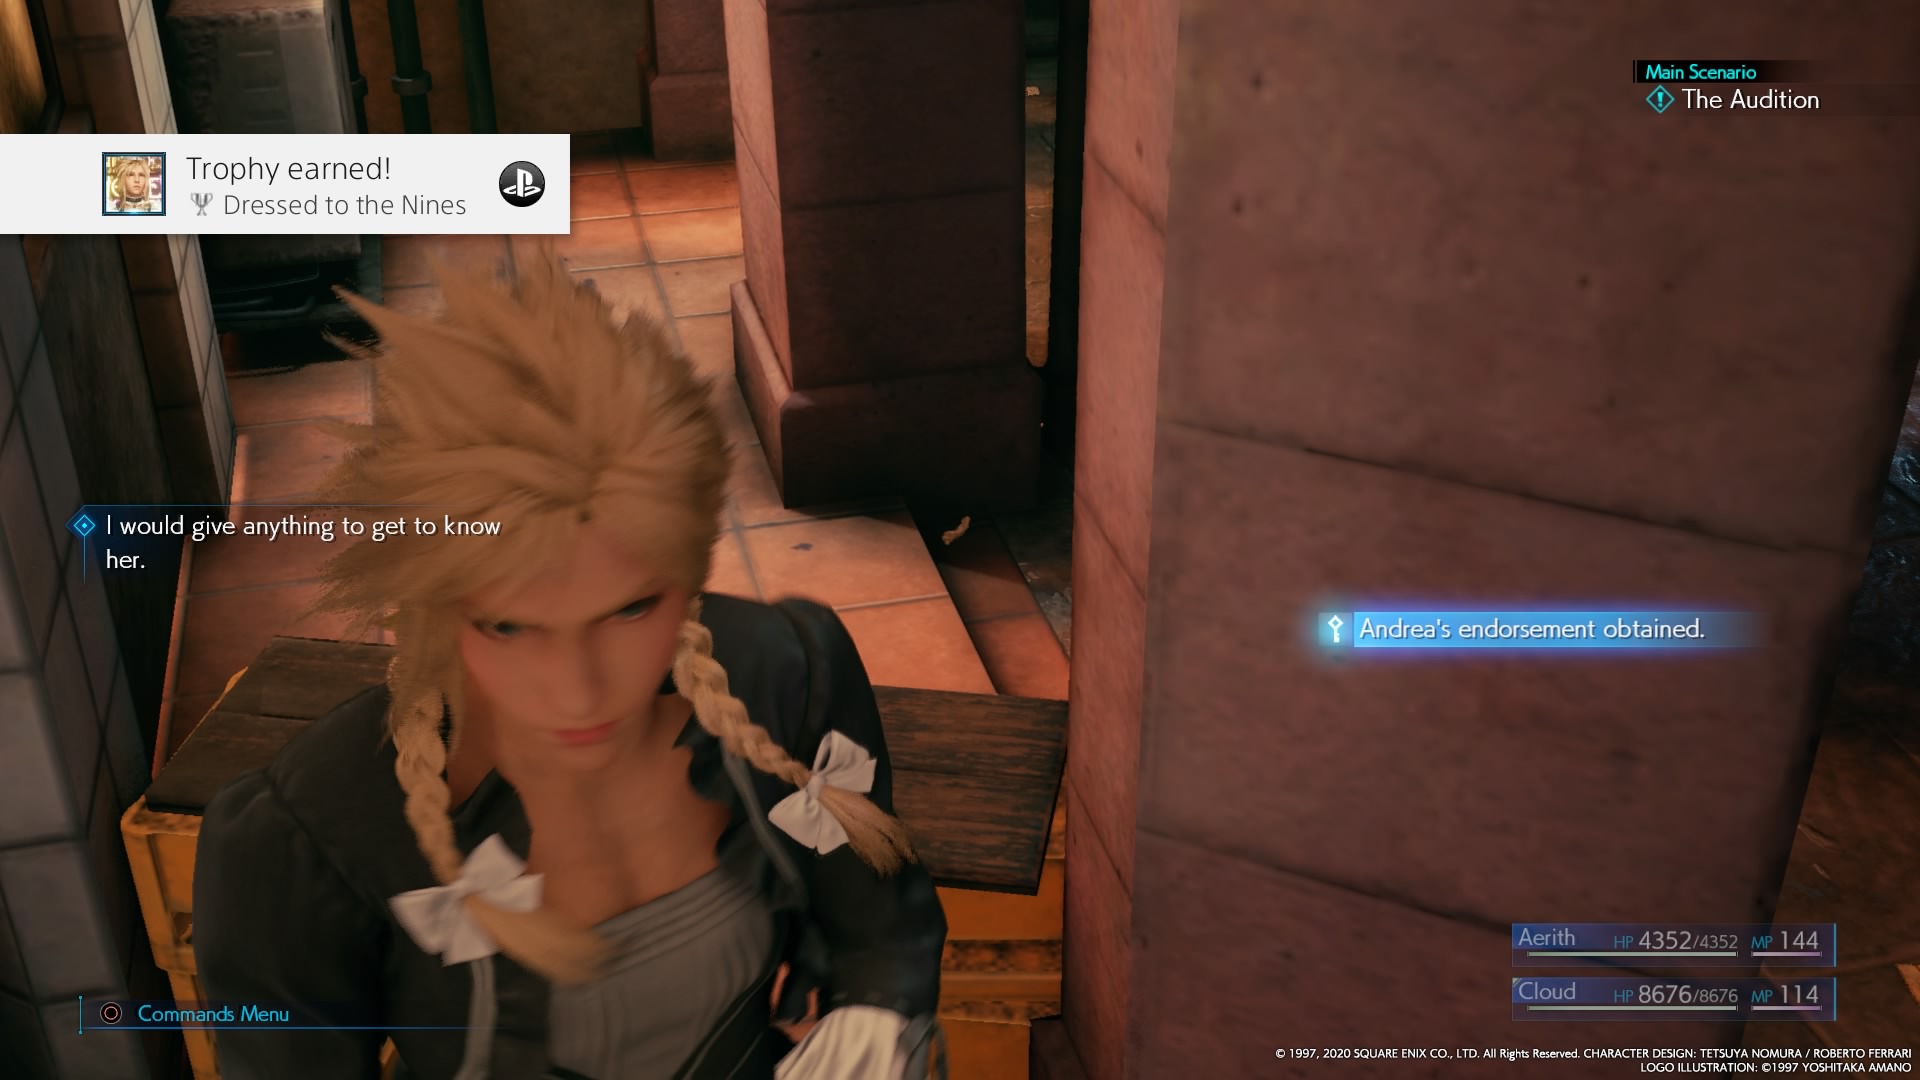 Main Scenario
The Audition
Trophy earned!
Dressed to the Nines
I would give anything to get to know
her.
Andrea's endorsement obtained.
Aerith HP 4352/4352 MP 144
Cloud HP 8676/8676 MP 114
Commands Menu
© 1997, 2020 SQUARE ENIX CO., LTD. All Rights Reserved. CHARACTER DESIGN: TETSUYA NOMURA / ROBERTO FERRARI
LOGO ILLUSTRATION: ©1997 YOSHITAKA AMANO